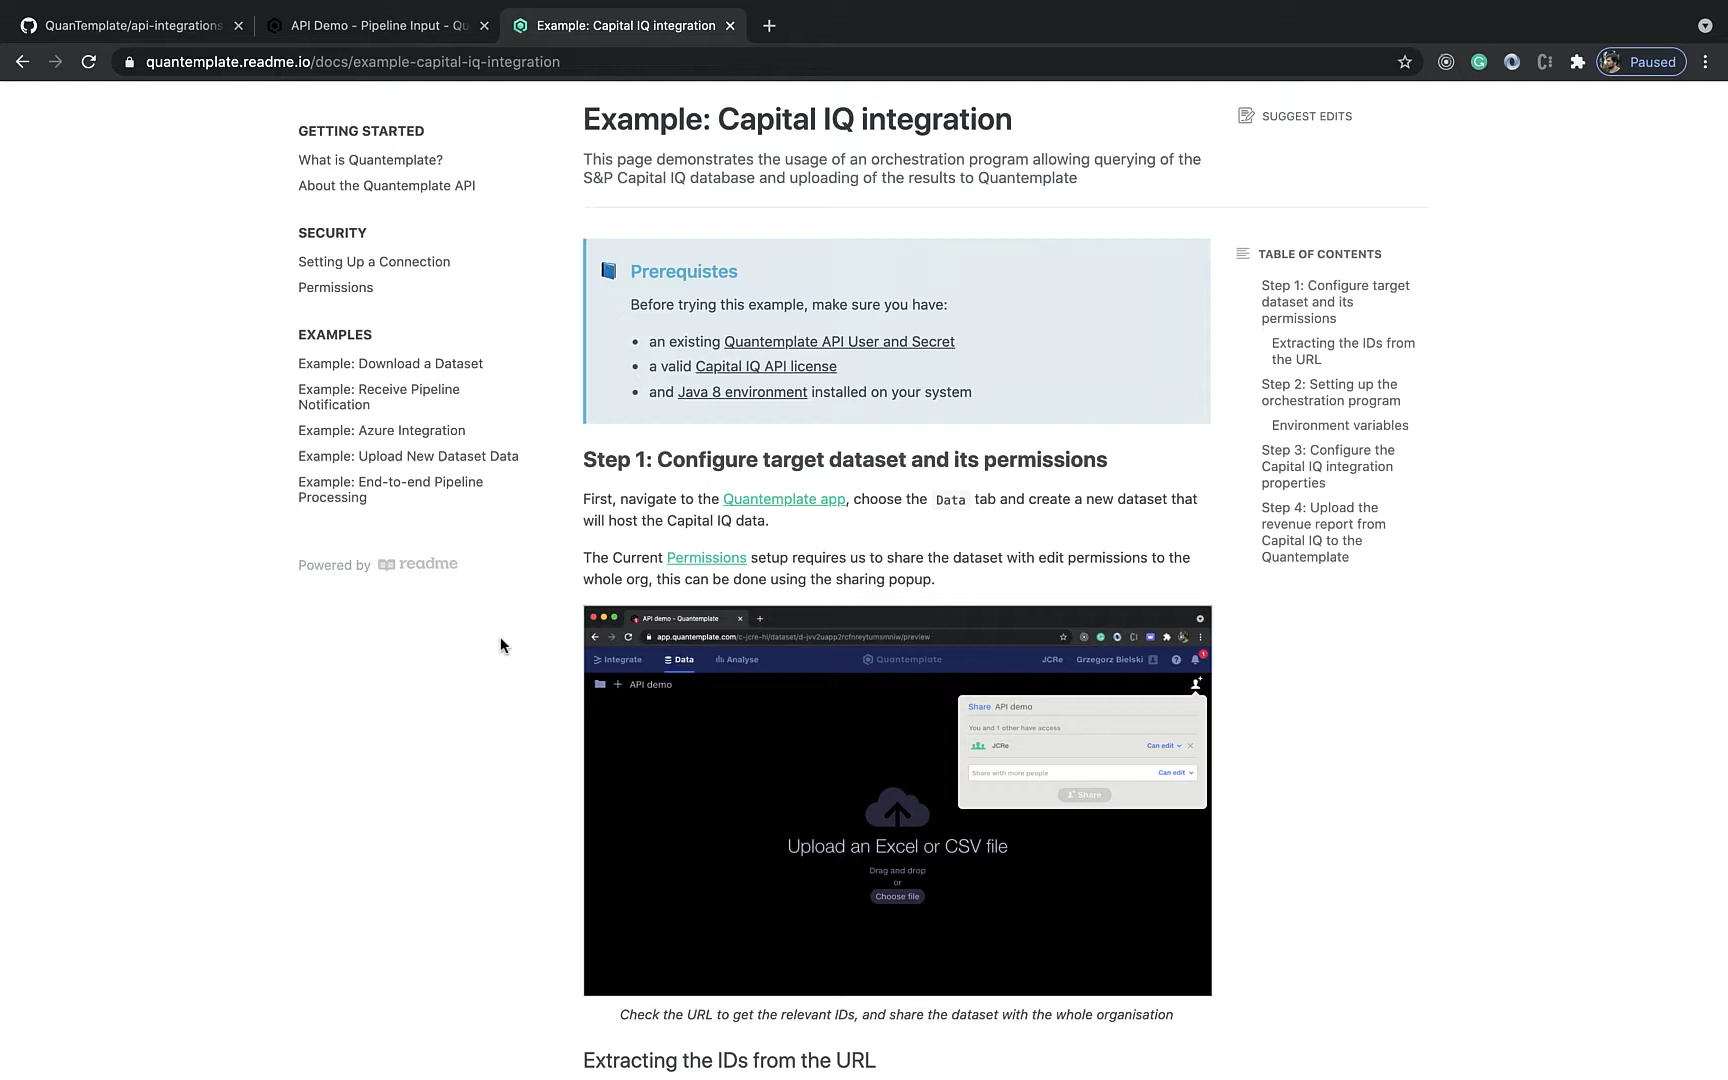 QuanTemplate/api-integrations
API Demo - Pipeline Input - Qu
Example: Capital IQ integration
quantemplate.readme.io/docs/example-capital-iq-integration
Paused
GETTING STARTED
What is Quantemplate?
About the Quantemplate API
SECURITY
Setting Up a Connection
Permissions
EXAMPLES
Example: Download a Dataset
Example: Receive Pipeline
Notification
Example: Azure Integration
Example: Upload New Dataset Data
Example: End-to-end Pipeline
Processing
Powered by readme
Example: Capital IQ integration
This page demonstrates the usage of an orchestration program allowing querying of the
S&P Capital IQ database and uploading of the results to Quantemplate
Prerequistes
Before trying this example, make sure you have:
• an existing Quantemplate API User and Secret
• a valid Capital IQ API license
• and Java 8 environment installed on your system
Step 1: Configure target dataset and its permissions
First, navigate to the Quantemplate app, choose the Data tab and create a new dataset that
will host the Capital IQ data.
The Current Permissions setup requires us to share the dataset with edit permissions to the
whole org, this can be done using the sharing popup.
API demo - Quantemplate
app.quantemplate.com/c-jcre-hl/dataset/d-jvv2uapp2rcfnreytumsmniw/preview
Integrate Data Analyse Quantemplate JCRe Grzegorz Bielski ? 1
API demo
Share API demo
You and 1 other have access
JCRe Can edit
Share with more people Can edit
Share
Upload an Excel or CSV file
Drag and drop
or
Choose file
Check the URL to get the relevant IDs, and share the dataset with the whole organisation
Extracting the IDs from the URL
SUGGEST EDITS
TABLE OF CONTENTS
Step 1: Configure target
dataset and its
permissions
Extracting the IDs from
the URL
Step 2: Setting up the
orchestration program
Environment variables
Step 3: Configure the
Capital IQ integration
properties
Step 4: Upload the
revenue report from
Capital IQ to the
Quantemplate